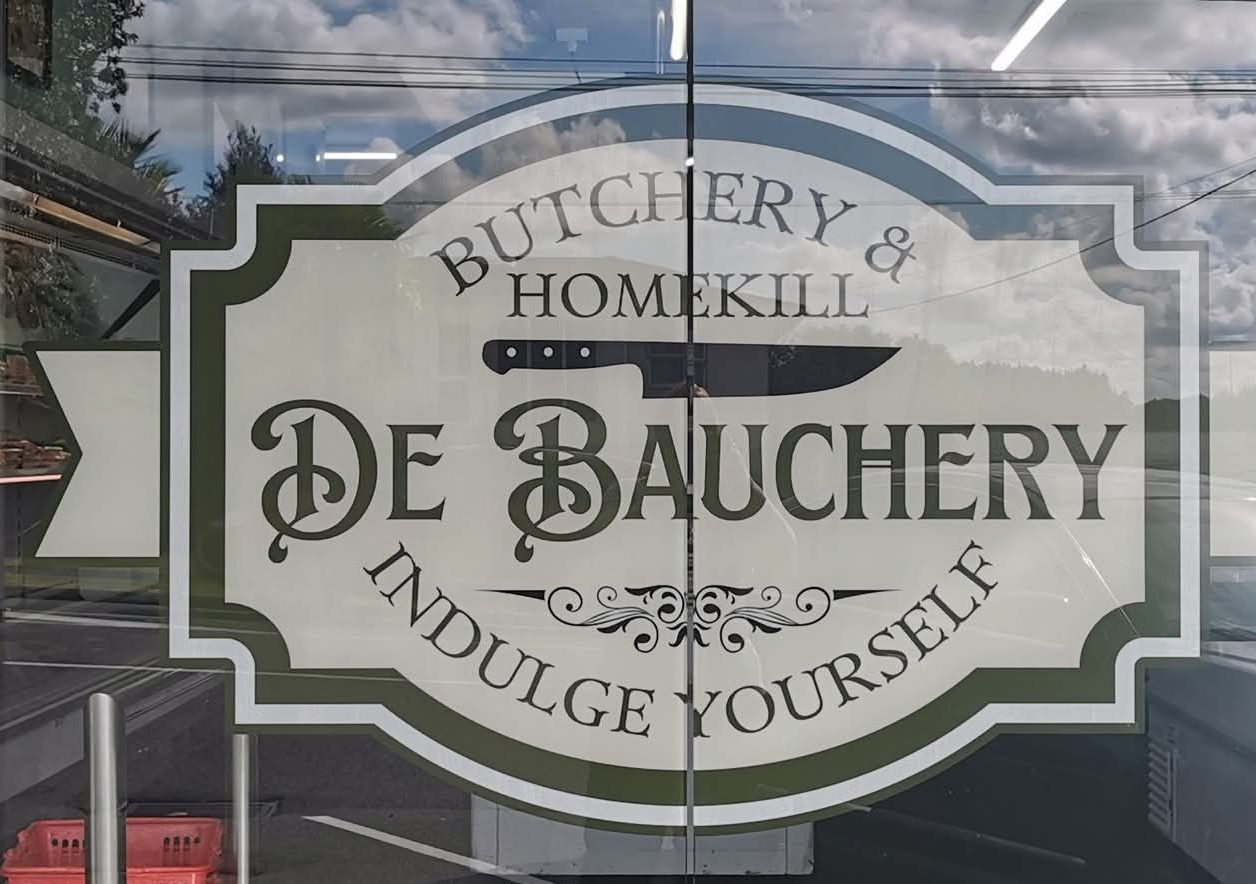 BUTCHERY &
HOMEKILL
DE BAUCHERY
INDULGE YOURSELF